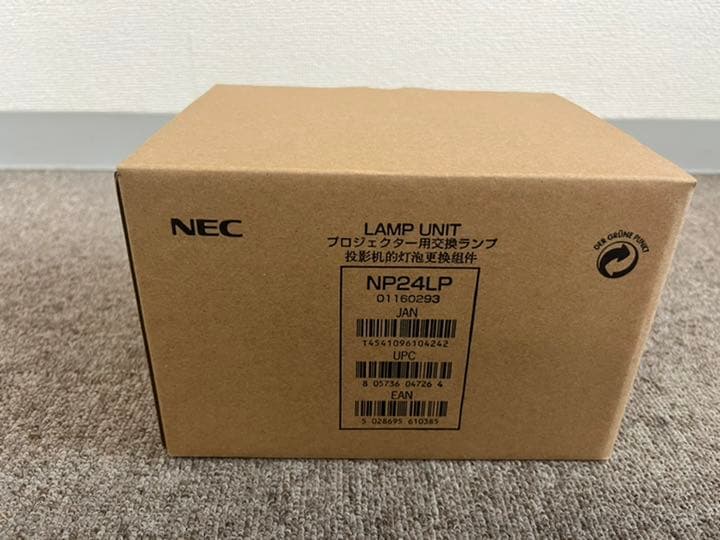 NEC
LAMP UNIT
プロジェクター用交換ランプ
投影机的灯泡更换组件
DER GRÜNE PUNKT
NP24LP
01160293
JAN
T4541096104242
UPC
8 05736 04726 4
EAN
5 028695 610385